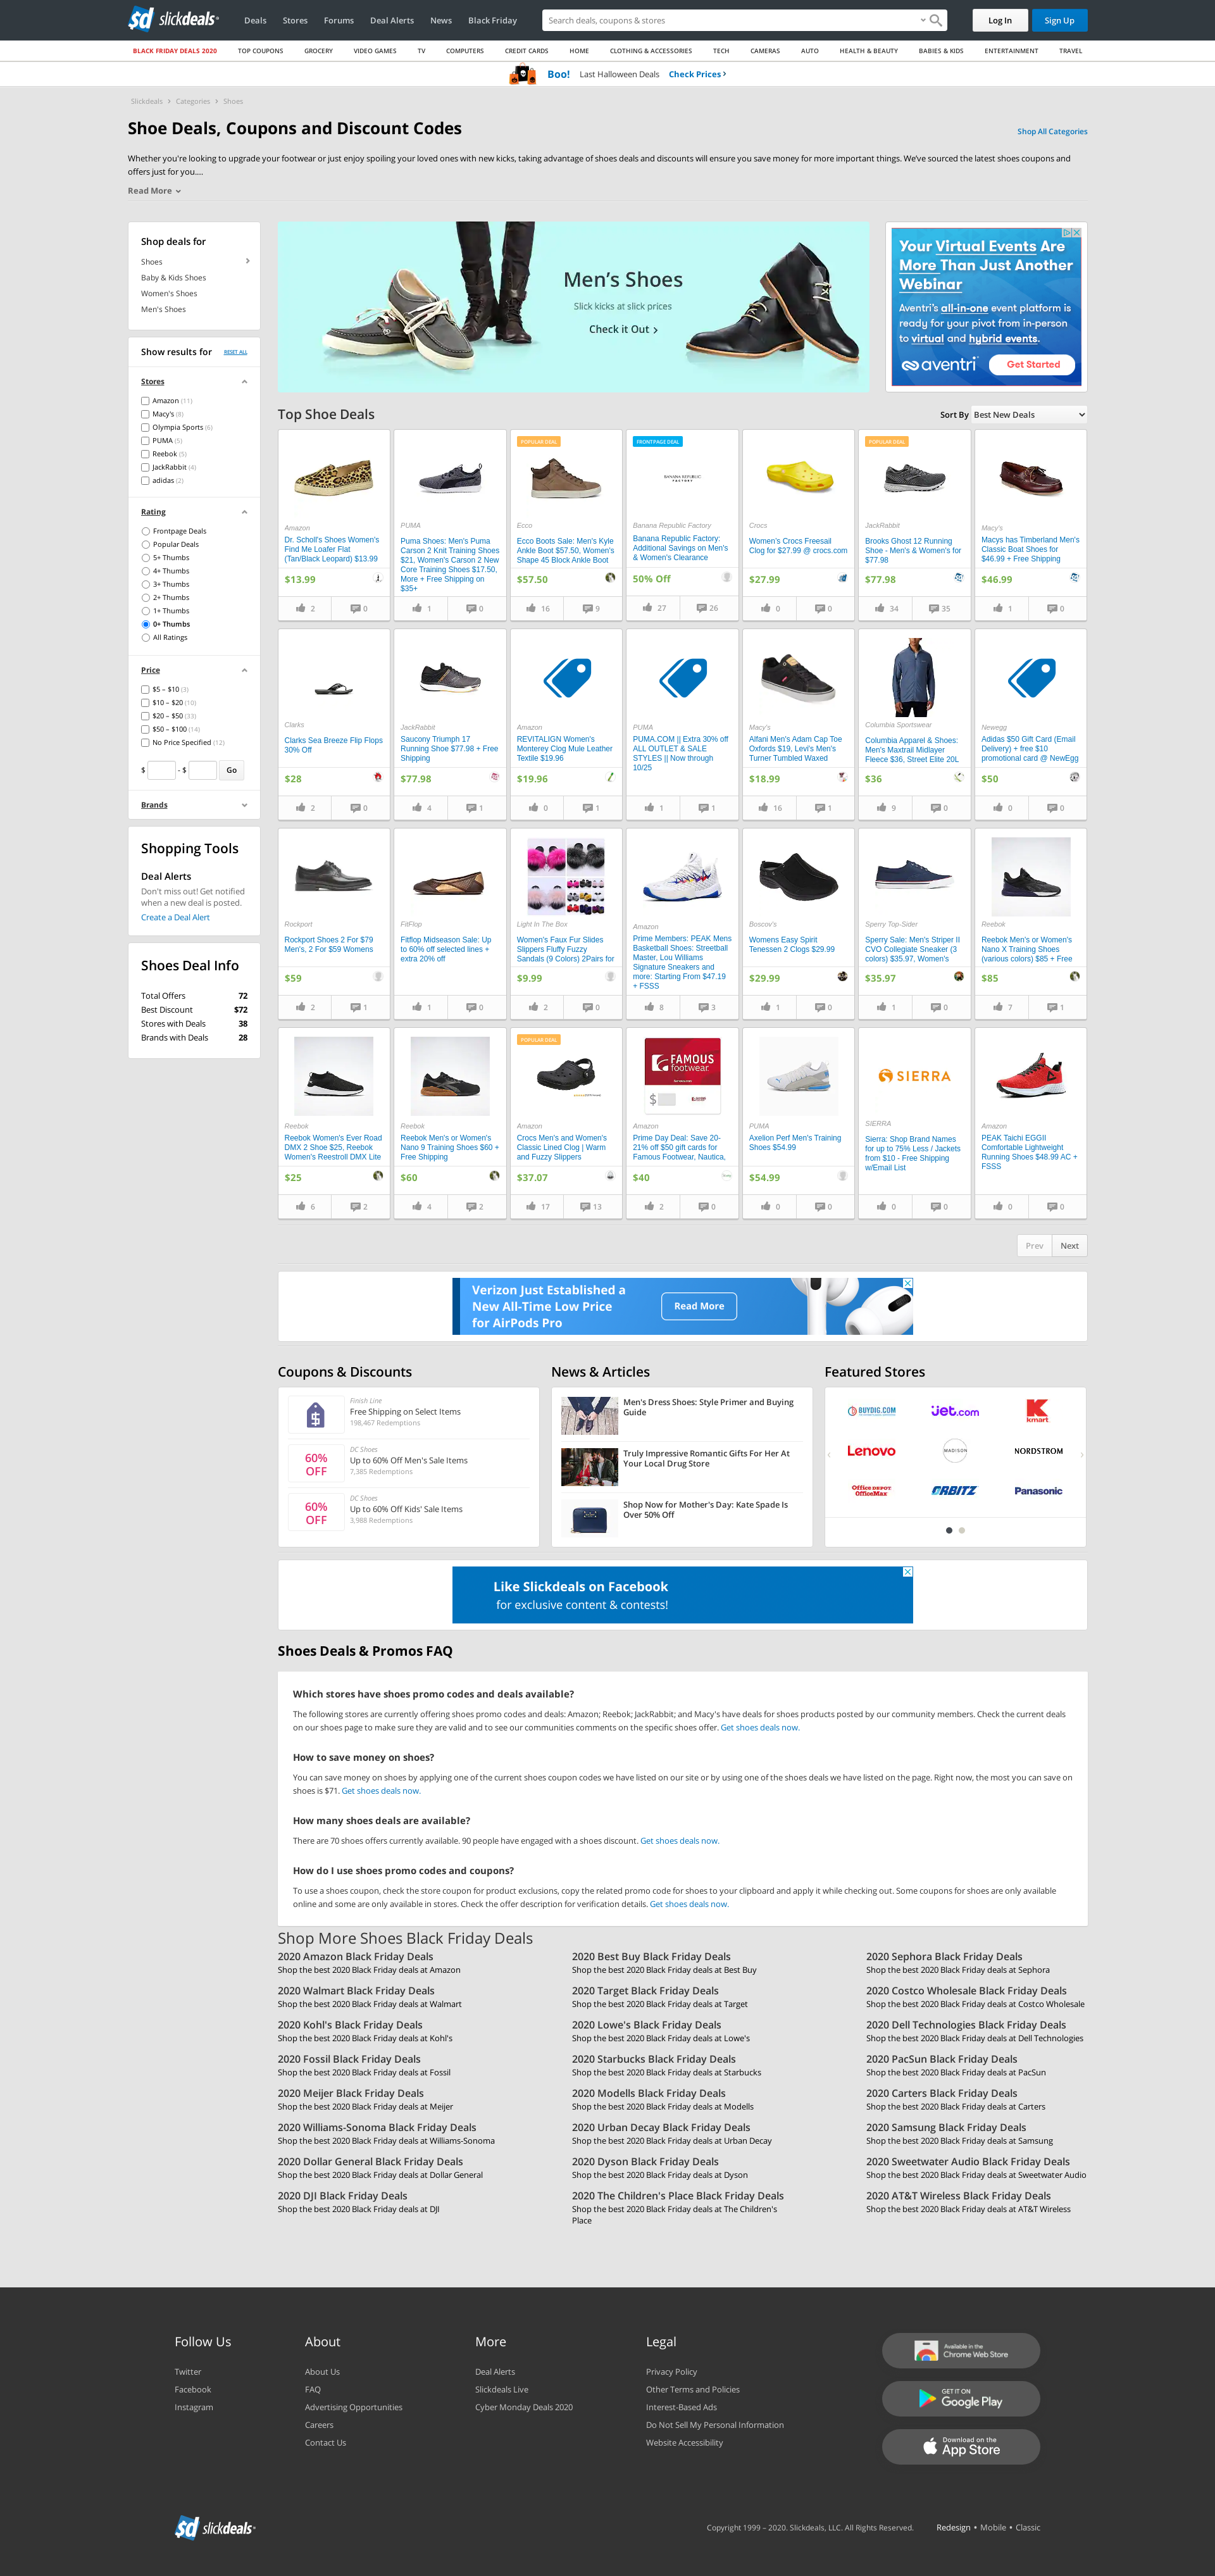 slickdeals
Deals Stores Forums Deal Alerts News Black Friday
Search deals, coupons & stores
Log In Sign Up
BLACK FRIDAY DEALS 2020 TOP COUPONS GROCERY VIDEO GAMES TV COMPUTERS CREDIT CARDS HOME CLOTHING & ACCESSORIES TECH CAMERAS AUTO HEALTH & BEAUTY BABIES & KIDS ENTERTAINMENT TRAVEL
Boo! Last Halloween Deals Check Prices
Slickdeals Categories Shoes
Shoe Deals, Coupons and Discount Codes
Shop All Categories
Whether you're looking to upgrade your footwear or just enjoy spoiling your loved ones with new kicks, taking advantage of shoes deals and discounts will ensure you save money for more important things. We've sourced the latest shoes coupons and
offers just for you....
Read More
Shop deals for
Shoes
Baby & Kids Shoes
Women's Shoes
Men's Shoes
Show results for RESET ALL
Stores
Amazon (11)
Macy's (8)
Olympia Sports (6)
PUMA (5)
Reebok (5)
JackRabbit (4)
adidas (2)
Rating
Frontpage Deals
Popular Deals
5+ Thumbs
4+ Thumbs
3+ Thumbs
2+ Thumbs
1+ Thumbs
0+ Thumbs
All Ratings
Price
$5 – $10 (3)
$10 – $20 (10)
$20 – $50 (33)
$50 – $100 (14)
No Price Specified (12)
$ - $ Go
Brands
Shopping Tools
Deal Alerts
Don't miss out! Get notified
when a new deal is posted.
Create a Deal Alert
Shoes Deal Info
Total Offers 72
Best Discount $72
Stores with Deals 38
Brands with Deals 28
Men's Shoes
Slick kicks at slick prices
Check it Out
Your Virtual Events Are
More Than Just Another
Webinar
Aventri's all-in-one event platform is
ready for your pivot from in-person
to virtual and hybrid events.
aventri Get Started
Top Shoe Deals
Sort By Best New Deals
Amazon
Dr. Scholl's Shoes Women's
Find Me Loafer Flat
(Tan/Black Leopard) $13.99
$13.99
2 0
PUMA
Puma Shoes: Men's Puma
Carson 2 Knit Training Shoes
$21, Women's Carson 2 New
Core Training Shoes $17.50,
More + Free Shipping on
$35+
1 0
POPULAR DEAL
Ecco
Ecco Boots Sale: Men's Kyle
Ankle Boot $57.50, Women's
Shape 45 Block Ankle Boot
$57.50
16 9
FRONTPAGE DEAL
BANANA REPUBLIC
FACTORY
Banana Republic Factory
Banana Republic Factory:
Additional Savings on Men's
& Women's Clearance
50% Off
27 26
Crocs
Women's Crocs Freesail
Clog for $27.99 @ crocs.com
$27.99
0 0
POPULAR DEAL
JackRabbit
Brooks Ghost 12 Running
Shoe - Men's & Women's for
$77.98
$77.98
34 35
Macy's
Macys has Timberland Men's
Classic Boat Shoes for
$46.99 + Free Shipping
$46.99
1 0
Clarks
Clarks Sea Breeze Flip Flops
30% Off
$28
2 0
JackRabbit
Saucony Triumph 17
Running Shoe $77.98 + Free
Shipping
$77.98
4 1
Amazon
REVITALIGN Women's
Monterey Clog Mule Leather
Textile $19.96
$19.96
0 1
PUMA
PUMA.COM || Extra 30% off
ALL OUTLET & SALE
STYLES || Now through
10/25
1 1
Macy's
Alfani Men's Adam Cap Toe
Oxfords $19, Levi's Men's
Turner Tumbled Waxed
$18.99
16 1
Columbia Sportswear
Columbia Apparel & Shoes:
Men's Maxtrail Midlayer
Fleece $36, Street Elite 20L
$36
9 0
Newegg
Adidas $50 Gift Card (Email
Delivery) + free $10
promotional card @ NewEgg
$50
0 0
Rockport
Rockport Shoes 2 For $79
Men's, 2 For $59 Womens
$59
2 1
FitFlop
Fitflop Midseason Sale: Up
to 60% off selected lines +
extra 20% off
1 0
Light In The Box
Women's Faux Fur Slides
Slippers Fluffy Fuzzy
Sandals (9 Colors) 2Pairs for
$9.99
2 0
Amazon
Prime Members: PEAK Mens
Basketball Shoes: Streetball
Master, Lou Williams
Signature Sneakers and
more: Starting From $47.19
+ FSSS
8 3
Boscov's
Womens Easy Spirit
Tenessen 2 Clogs $29.99
$29.99
1 0
Sperry Top-Sider
Sperry Sale: Men's Striper II
CVO Collegiate Sneaker (3
colors) $35.97, Women's
$35.97
1 0
Reebok
Reebok Men's or Women's
Nano X Training Shoes
(various colors) $85 + Free
$85
7 1
Reebok
Reebok Women's Ever Road
DMX 2 Shoe $25, Reebok
Women's Reestroll DMX Lite
$25
6 2
Reebok
Reebok Men's or Women's
Nano 9 Training Shoes $60 +
Free Shipping
$60
4 2
POPULAR DEAL
Amazon
Crocs Men's and Women's
Classic Lined Clog | Warm
and Fuzzy Slippers
$37.07
17 13
FAMOUS
footwear
$
Amazon
Prime Day Deal: Save 20-
21% off $50 gift cards for
Famous Footwear, Nautica,
$40
2 0
PUMA
Axelion Perf Men's Training
Shoes $54.99
$54.99
0 0
SIERRA
SIERRA
Sierra: Shop Brand Names
for up to 75% Less / Jackets
from $10 - Free Shipping
w/Email List
0 0
Amazon
PEAK Taichi EGGII
Comfortable Lightweight
Running Shoes $48.99 AC +
FSSS
0 0
Prev Next
Verizon Just Established a
New All-Time Low Price
for AirPods Pro
Read More
Coupons & Discounts
Finish Line
Free Shipping on Select Items
198,467 Redemptions
60%
OFF
DC Shoes
Up to 60% Off Men's Sale Items
7,385 Redemptions
60%
OFF
DC Shoes
Up to 60% Off Kids' Sale Items
3,988 Redemptions
News & Articles
Men's Dress Shoes: Style Primer and Buying
Guide
Truly Impressive Romantic Gifts For Her At
Your Local Drug Store
Shop Now for Mother's Day: Kate Spade Is
Over 50% Off
Featured Stores
BUYDIG.COM Jet.com kmart
Lenovo MADISON NORDSTROM
Office DEPOT
OfficeMax
ORBITZ Panasonic
Like Slickdeals on Facebook
for exclusive content & contests!
Shoes Deals & Promos FAQ
Which stores have shoes promo codes and deals available?
The following stores are currently offering shoes promo codes and deals: Amazon; Reebok; JackRabbit; and Macy's have deals for shoes products posted by our community members. Check the current deals
on our shoes page to make sure they are valid and to see our communities comments on the specific shoes offer. Get shoes deals now.
How to save money on shoes?
You can save money on shoes by applying one of the current shoes coupon codes we have listed on our site or by using one of the shoes deals we have listed on the page. Right now, the most you can save on
shoes is $71. Get shoes deals now.
How many shoes deals are available?
There are 70 shoes offers currently available. 90 people have engaged with a shoes discount. Get shoes deals now.
How do I use shoes promo codes and coupons?
To use a shoes coupon, check the store coupon for product exclusions, copy the related promo code for shoes to your clipboard and apply it while checking out. Some coupons for shoes are only available
online and some are only available in stores. Check the offer description for verification details. Get shoes deals now.
Shop More Shoes Black Friday Deals
2020 Amazon Black Friday Deals
Shop the best 2020 Black Friday deals at Amazon
2020 Best Buy Black Friday Deals
Shop the best 2020 Black Friday deals at Best Buy
2020 Sephora Black Friday Deals
Shop the best 2020 Black Friday deals at Sephora
2020 Walmart Black Friday Deals
Shop the best 2020 Black Friday deals at Walmart
2020 Target Black Friday Deals
Shop the best 2020 Black Friday deals at Target
2020 Costco Wholesale Black Friday Deals
Shop the best 2020 Black Friday deals at Costco Wholesale
2020 Kohl's Black Friday Deals
Shop the best 2020 Black Friday deals at Kohl's
2020 Lowe's Black Friday Deals
Shop the best 2020 Black Friday deals at Lowe's
2020 Dell Technologies Black Friday Deals
Shop the best 2020 Black Friday deals at Dell Technologies
2020 Fossil Black Friday Deals
Shop the best 2020 Black Friday deals at Fossil
2020 Starbucks Black Friday Deals
Shop the best 2020 Black Friday deals at Starbucks
2020 PacSun Black Friday Deals
Shop the best 2020 Black Friday deals at PacSun
2020 Meijer Black Friday Deals
Shop the best 2020 Black Friday deals at Meijer
2020 Modells Black Friday Deals
Shop the best 2020 Black Friday deals at Modells
2020 Carters Black Friday Deals
Shop the best 2020 Black Friday deals at Carters
2020 Williams-Sonoma Black Friday Deals
Shop the best 2020 Black Friday deals at Williams-Sonoma
2020 Urban Decay Black Friday Deals
Shop the best 2020 Black Friday deals at Urban Decay
2020 Samsung Black Friday Deals
Shop the best 2020 Black Friday deals at Samsung
2020 Dollar General Black Friday Deals
Shop the best 2020 Black Friday deals at Dollar General
2020 Dyson Black Friday Deals
Shop the best 2020 Black Friday deals at Dyson
2020 Sweetwater Audio Black Friday Deals
Shop the best 2020 Black Friday deals at Sweetwater Audio
2020 DJI Black Friday Deals
Shop the best 2020 Black Friday deals at DJI
2020 The Children's Place Black Friday Deals
Shop the best 2020 Black Friday deals at The Children's
Place
2020 AT&T Wireless Black Friday Deals
Shop the best 2020 Black Friday deals at AT&T Wireless
Follow Us
Twitter
Facebook
Instagram
About
About Us
FAQ
Advertising Opportunities
Careers
Contact Us
More
Deal Alerts
Slickdeals Live
Cyber Monday Deals 2020
Legal
Privacy Policy
Other Terms and Policies
Interest-Based Ads
Do Not Sell My Personal Information
Website Accessibility
Available in the
Chrome Web Store
GET IT ON
Google Play
Download on the
App Store
slickdeals
Copyright 1999 – 2020. Slickdeals, LLC. All Rights Reserved. Redesign • Mobile • Classic